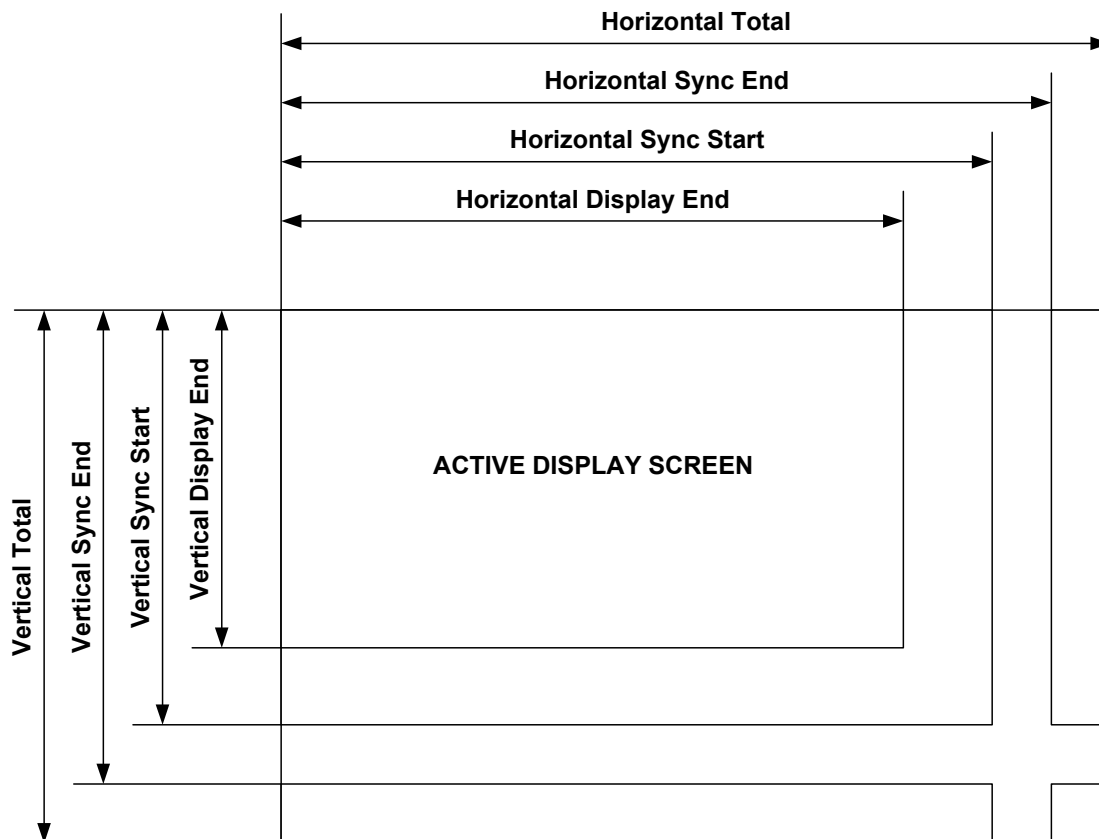 Horizontal Total
Horizontal Sync End
Horizontal Sync Start
Horizontal Display End
Vertical Total
Vertical Sync End
Vertical Sync Start
Vertical Display End
ACTIVE DISPLAY SCREEN